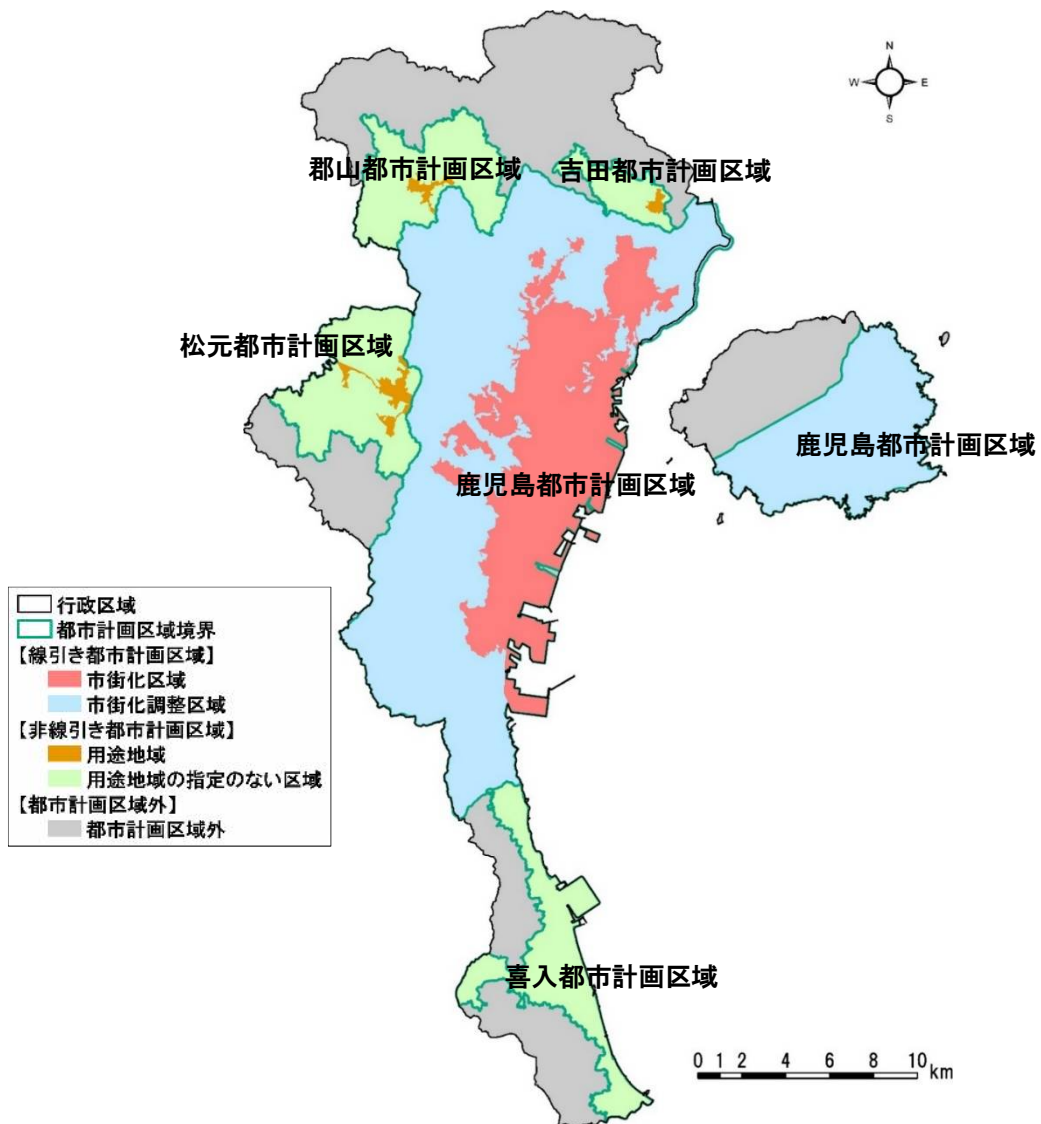 N
W E
S
郡山都市計画区域
吉田都市計画区域
松元都市計画区域
鹿児島都市計画区域
鹿児島都市計画区域
行政区域
都市計画区域境界
【線引き都市計画区域】
市街化区域
市街化調整区域
【非線引き都市計画区域】
用途地域
用途地域の指定のない区域
【都市計画区域外】
都市計画区域外
喜入都市計画区域
0 1 2 4 6 8 10 km